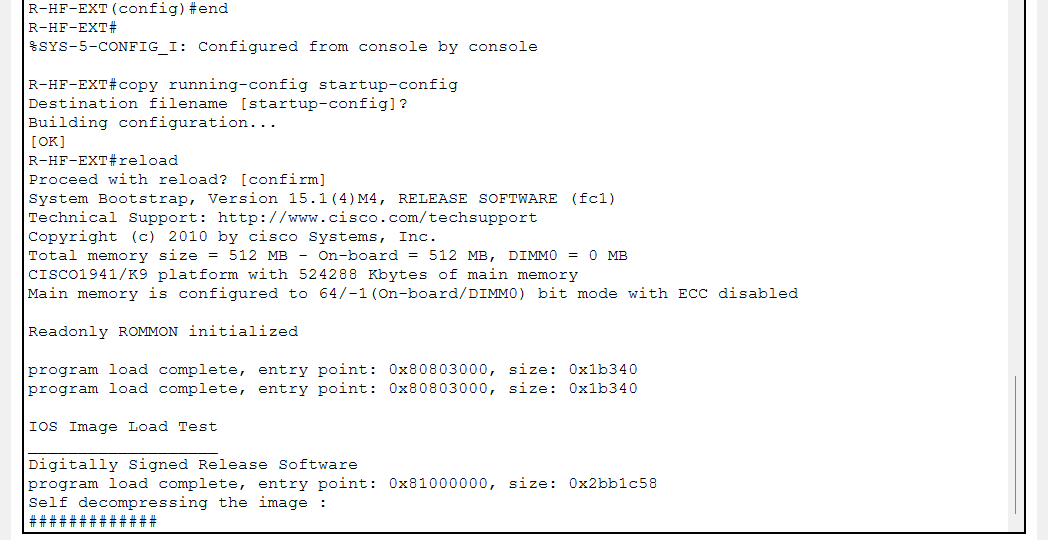 R-HF-EXT(config)#end
R-HF-EXT#
%SYS-5-CONFIG_I: Configured from console by console
R-HF-EXT#copy running-config startup-config
Destination filename [startup-config]?
Building configuration...
[OK]
R-HF-EXT#reload
Proceed with reload? [confirm]
System Bootstrap, Version 15.1(4)M4, RELEASE SOFTWARE (fc1)
Technical Support: http://www.cisco.com/techsupport
Copyright (c) 2010 by cisco Systems, Inc.
Total memory size = 512 MB - On-board = 512 MB, DIMM0 = 0 MB
CISCO1941/K9 platform with 524288 Kbytes of main memory
Main memory is configured to 64/-1(On-board/DIMM0) bit mode with ECC disabled
Readonly ROMMON initialized
program load complete, entry point: 0x80803000, size: 0x1b340
program load complete, entry point: 0x80803000, size: 0x1b340
IOS Image Load Test
___________________
Digitally Signed Release Software
program load complete, entry point: 0x81000000, size: 0x2bb1c58
Self decompressing the image :
#############